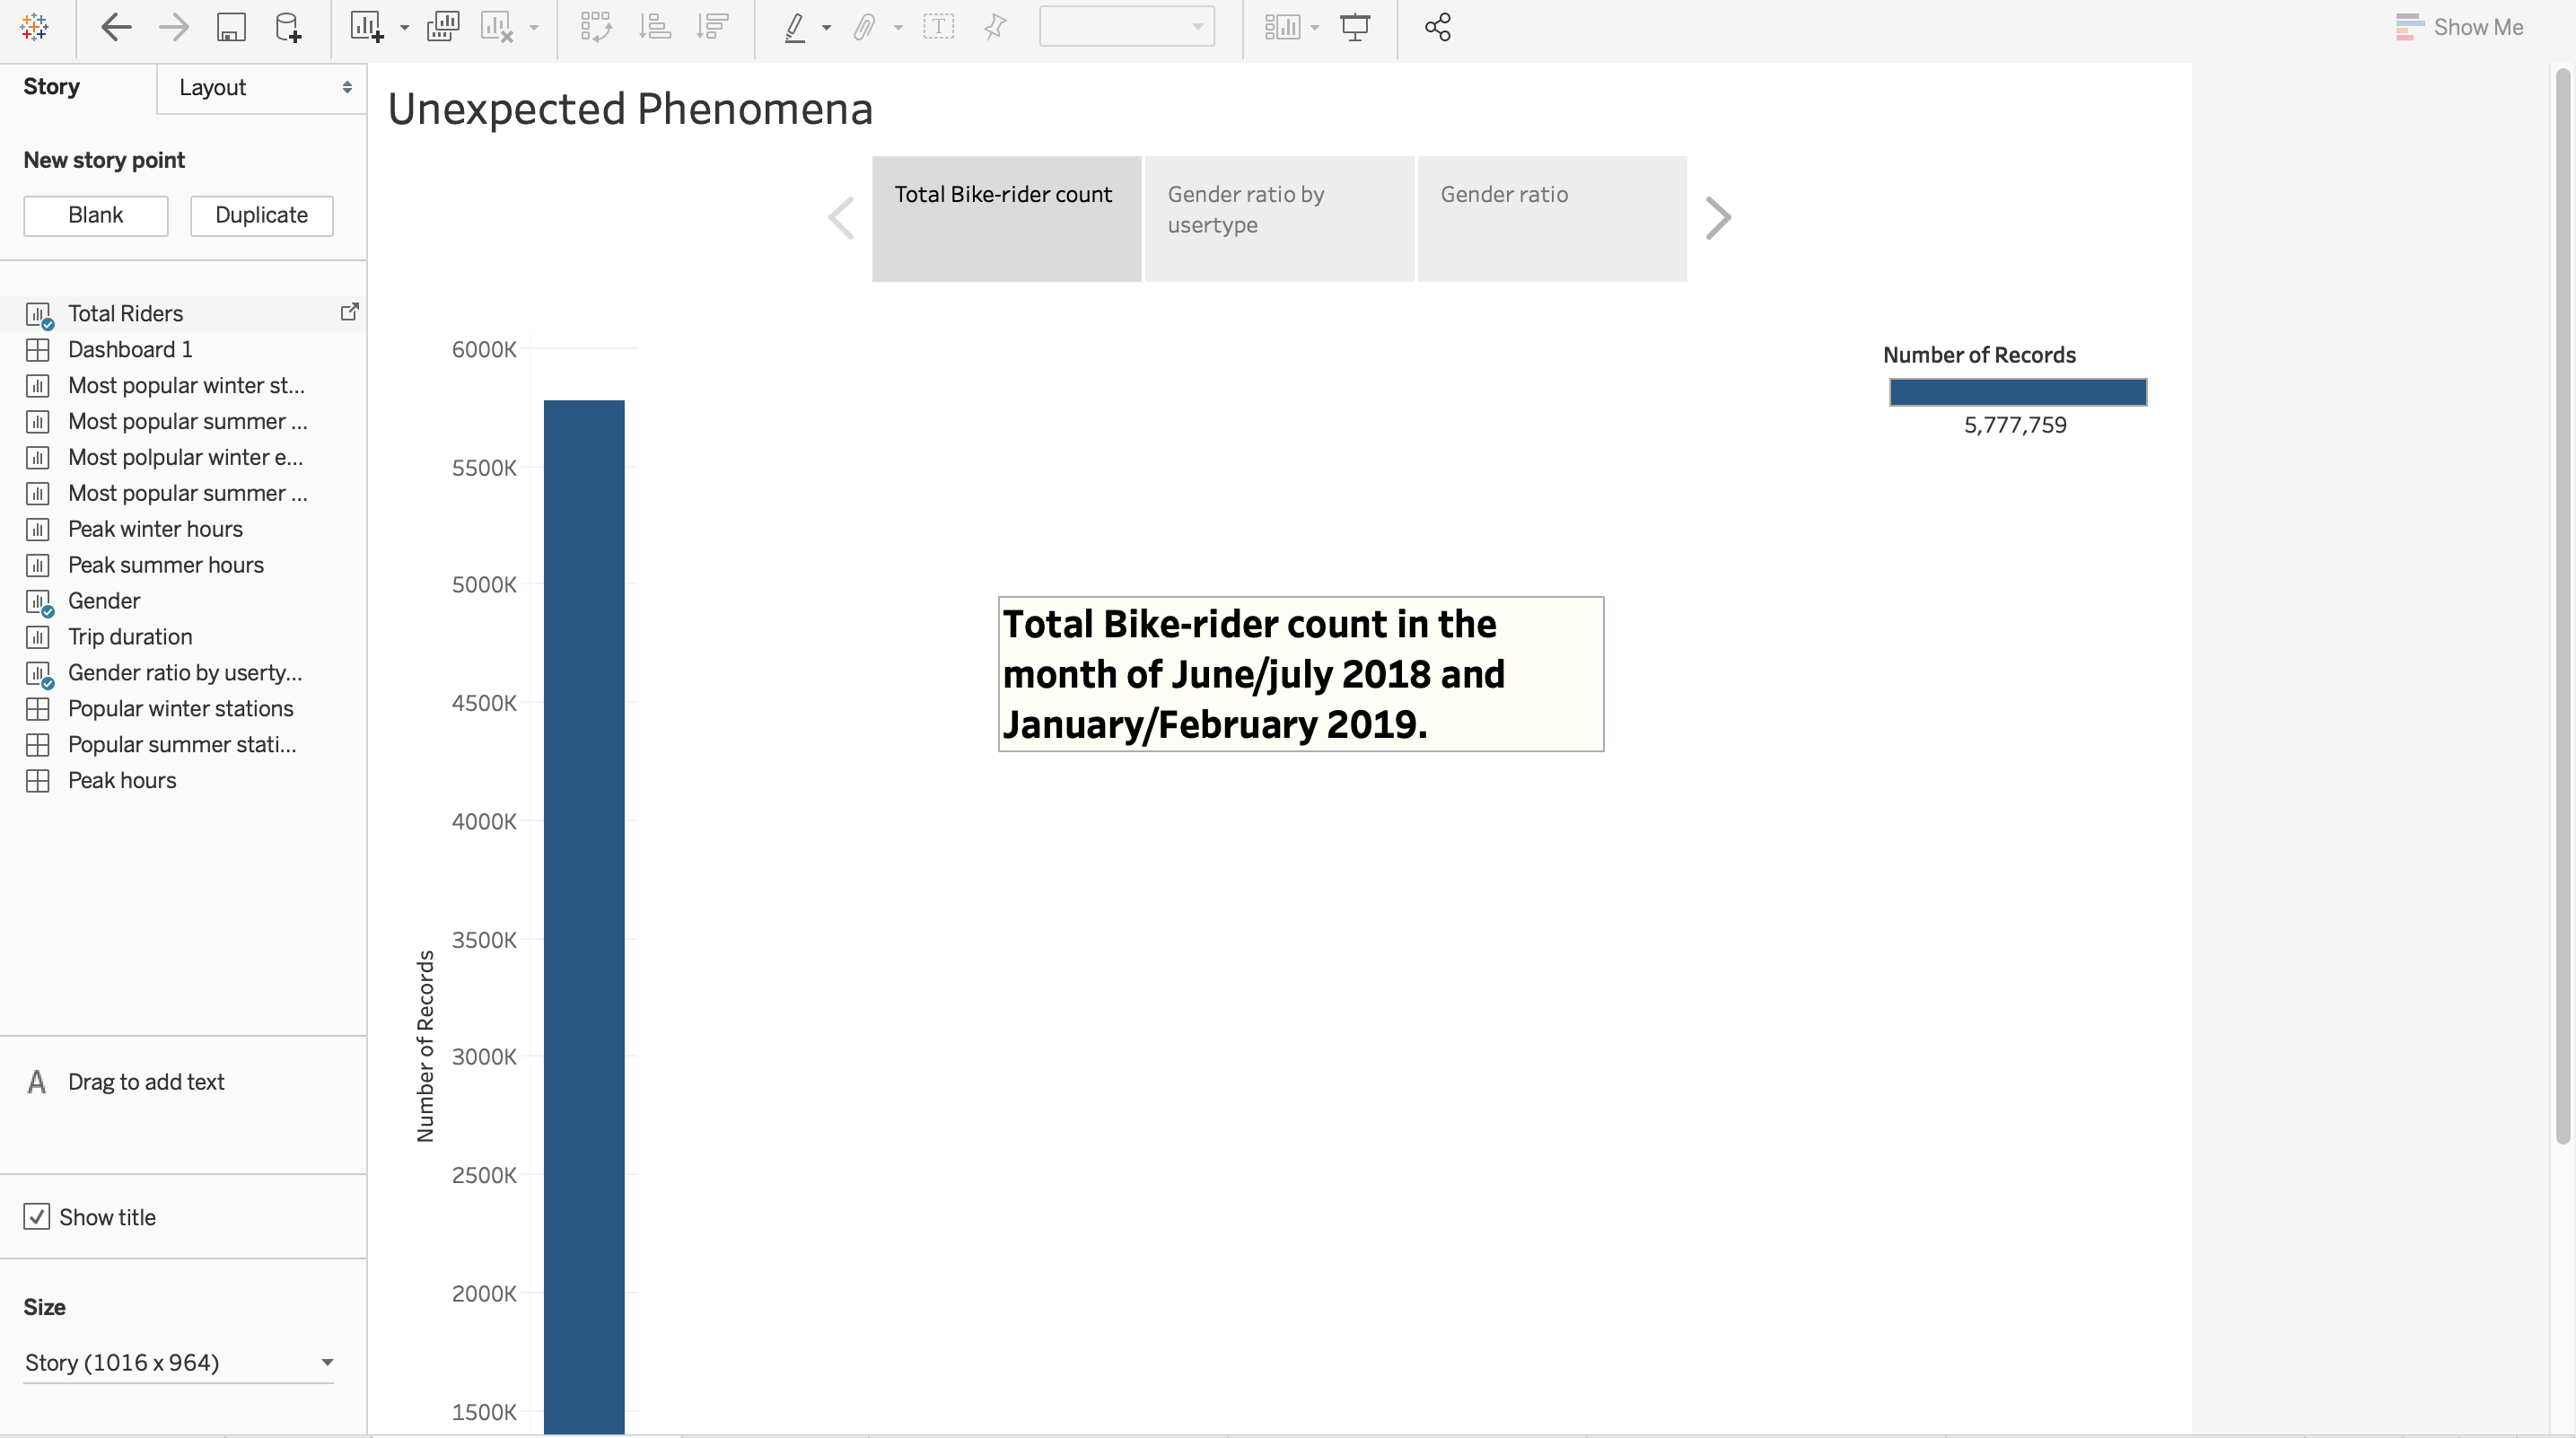 Show Me
Story
Layout
New story point
Blank
Duplicate
Total Riders
Dashboard 1
Most popular winter st...
Most popular summer ...
Most polpular winter e...
Most popular summer ...
Peak winter hours
Peak summer hours
Gender
Trip duration
Gender ratio by userty...
Popular winter stations
Popular summer stati...
Peak hours
A Drag to add text
Show title
Size
Story (1016 x 964)
Unexpected Phenomena
Total Bike-rider count
Gender ratio by
usertype
Gender ratio
6000K
5500K
5000K
4500K
4000K
3500K
3000K
2500K
2000K
1500K
Number of Records
Total Bike-rider count in the
month of June/july 2018 and
January/February 2019.
Number of Records
5,777,759